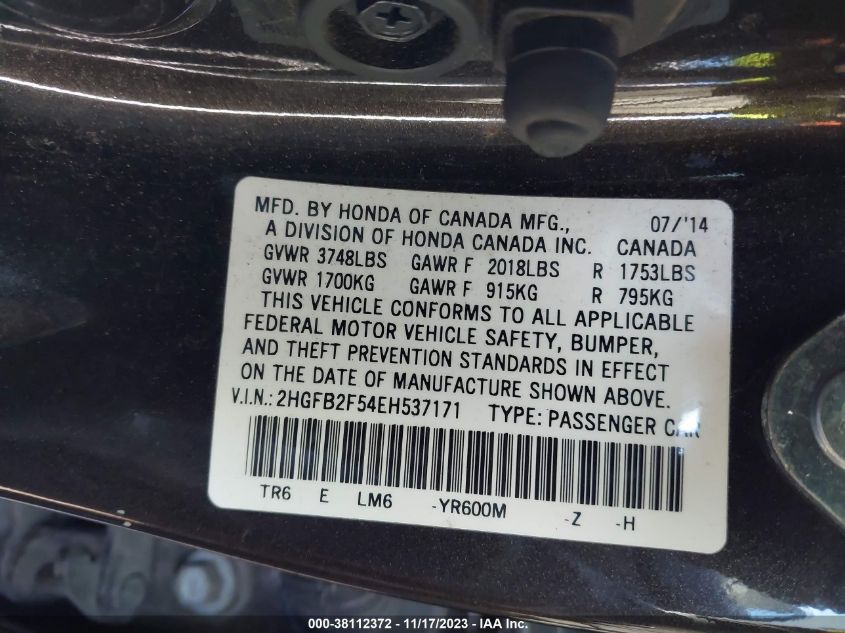 MFD. BY HONDA OF CANADA MFG., 07/'14
A DIVISION OF HONDA CANADA INC. CANADA
GVWR 3748LBS GAWR F 2018LBS R 1753LBS
GVWR 1700KG GAWR F 915KG R 795KG
THIS VEHICLE CONFORMS TO ALL APPLICABLE
FEDERAL MOTOR VEHICLE SAFETY, BUMPER,
AND THEFT PREVENTION STANDARDS IN EFFECT
ON THE DATE OF MANUFACTURE SHOWN ABOVE.
V.I.N.: 2HGFB2F54EH537171 TYPE: PASSENGER CAR
TR6 E LM6 -YR600M -Z -H
000-38112372 - 11/17/2023 - IAA Inc.